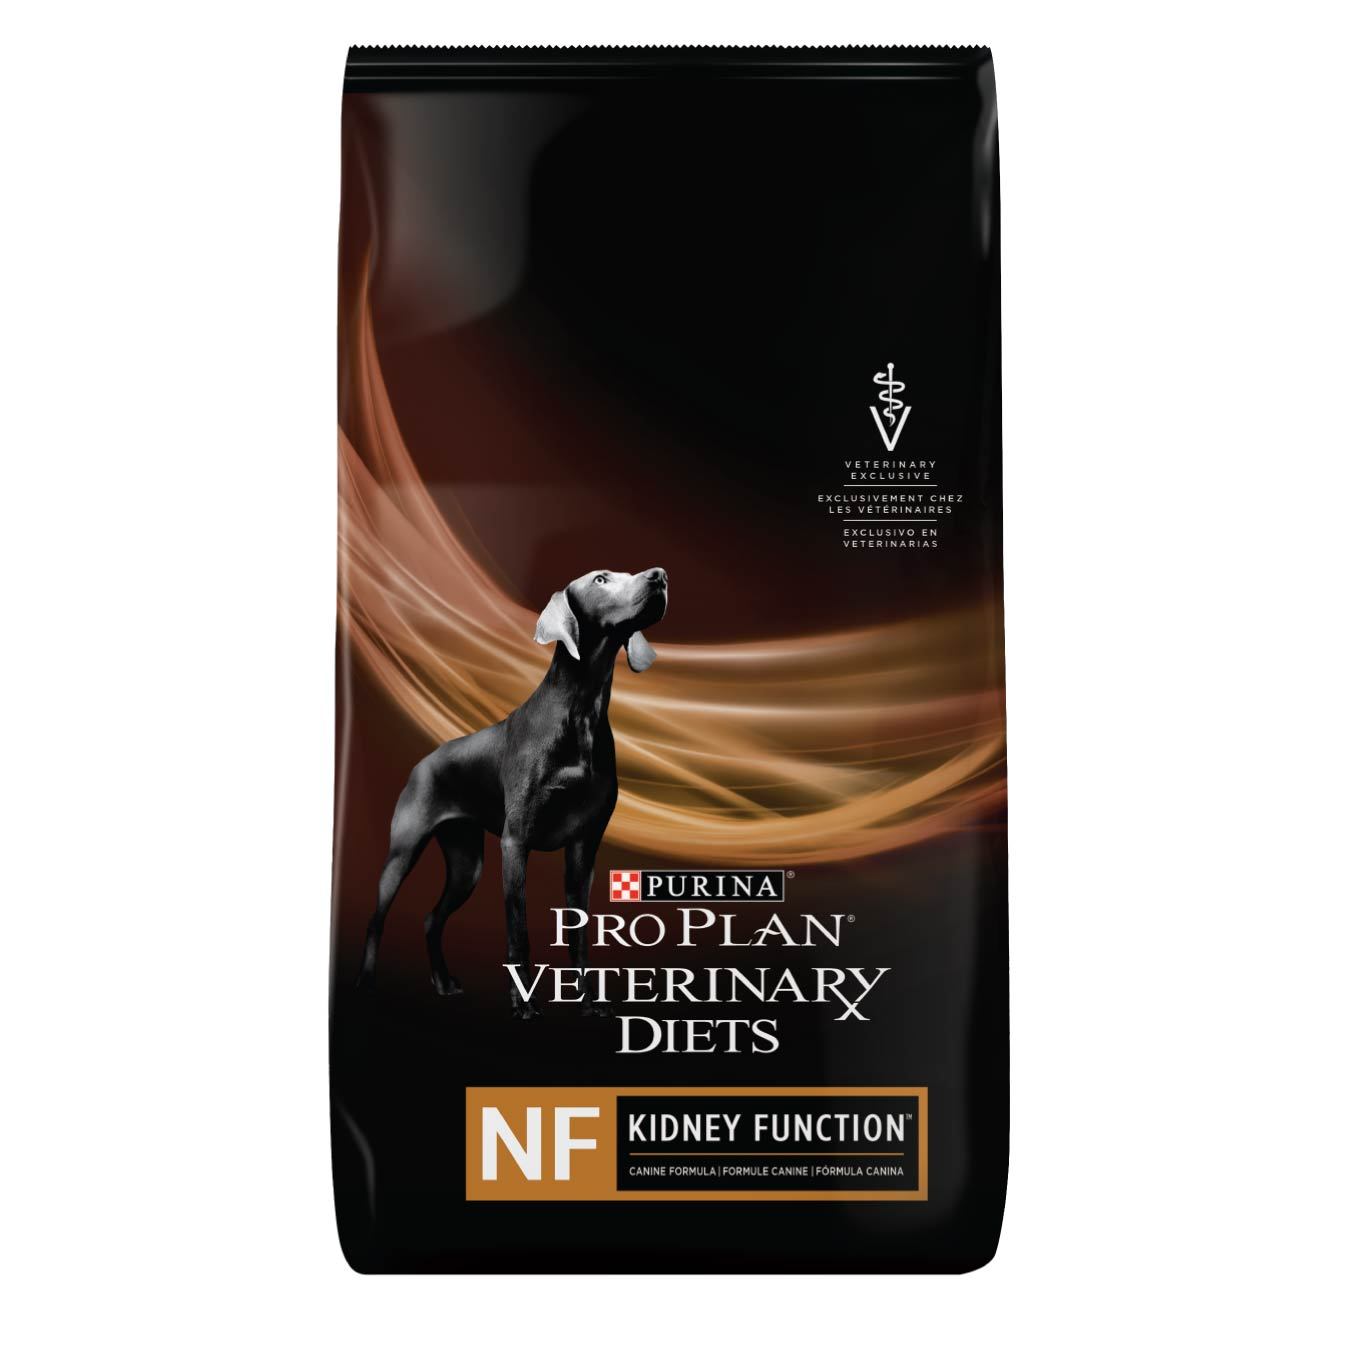 V
VETERINARY
EXCLUSIVE
EXCLUSIVEMENT CHEZ
LES VÉTÉRINAIRES
EXCLUSIVO EN
VETERINARIAS
PURINA®
PRO PLAN®
VETERINARY
DIETS
NF
KIDNEY FUNCTION™
CANINE FORMULA | FORMULE CANINE | FÓRMULA CANINA